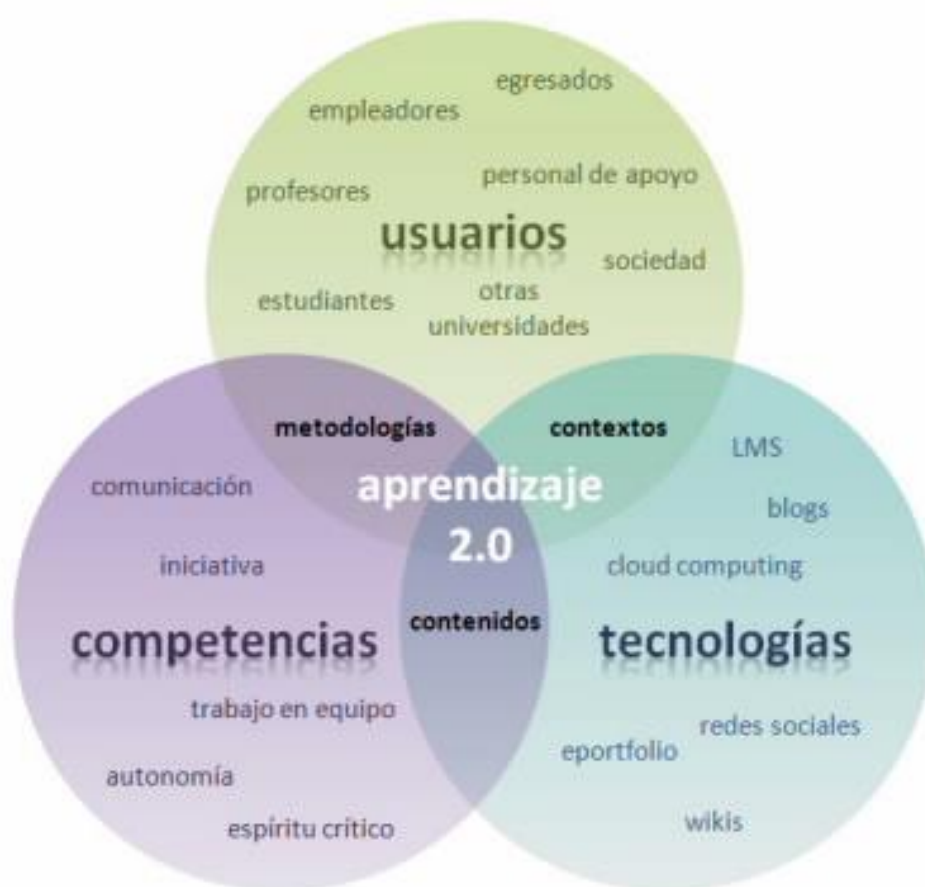 egresados
empleadores
personal de apoyo
profesores
usuarios
sociedad
estudiantes
otras
universidades
metodologías
contextos
LMS
comunicación
aprendizaje
2.0
blogs
iniciativa
cloud computing
contenidos
competencias
tecnologías
trabajo en equipo
redes sociales
eportfolio
autonomía
espíritu crítico
wikis